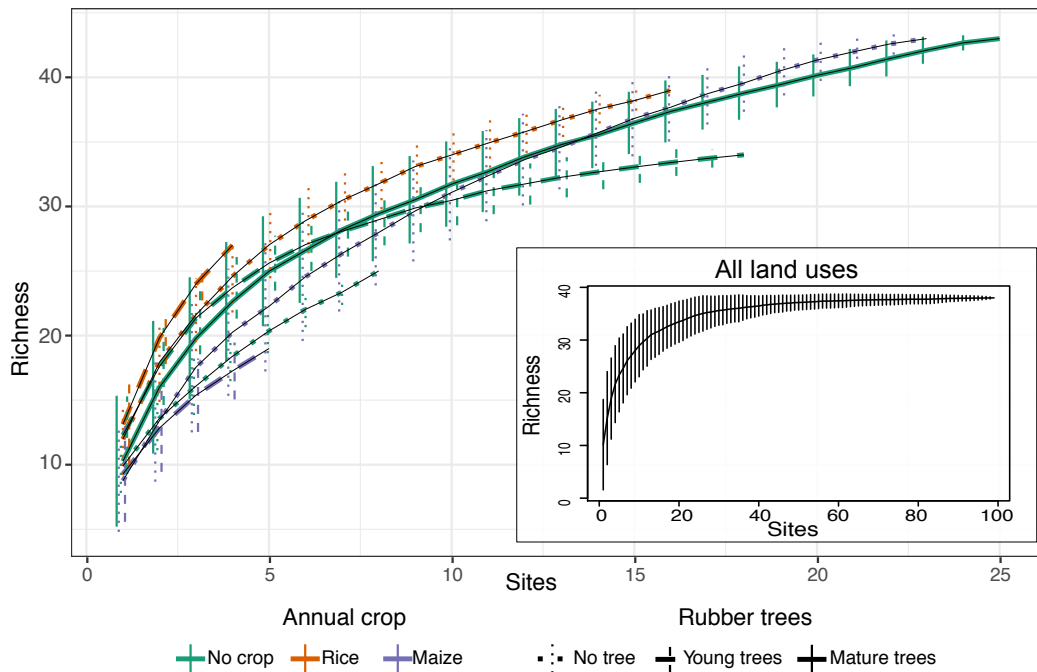 40
30
20
10
Richness
0
5
10
15
20
25
Sites
All land uses
40
30
20
10
0
Richness
0
20
40
60
80
100
Sites
Annual crop
Rubber trees
No crop
Rice
Maize
No tree
Young trees
Mature trees